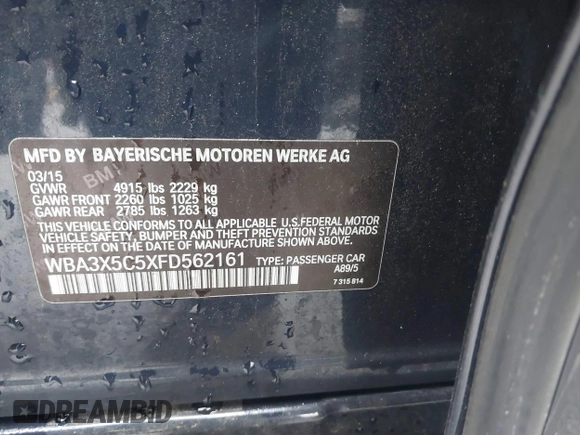 MFD BY BAYERISCHE MOTOREN WERKE AG
03/15
GVWR 4915 lbs 2229 kg
GAWR FRONT 2260 lbs 1025 kg
GAWR REAR 2785 lbs 1263 kg
THIS VEHICLE CONFORMS TO ALL APPLICABLE U.S.FEDERAL MOTOR
VEHICLE SAFETY, BUMPER AND THEFT PREVENTION STANDARDS
IN EFFECT ON THE DATE OF MANUFACTURE SHOWN ABOVE.
WBA3X5C5XFD562161 TYPE: PASSENGER CAR
A89/5
7 315 814
DREAMBID